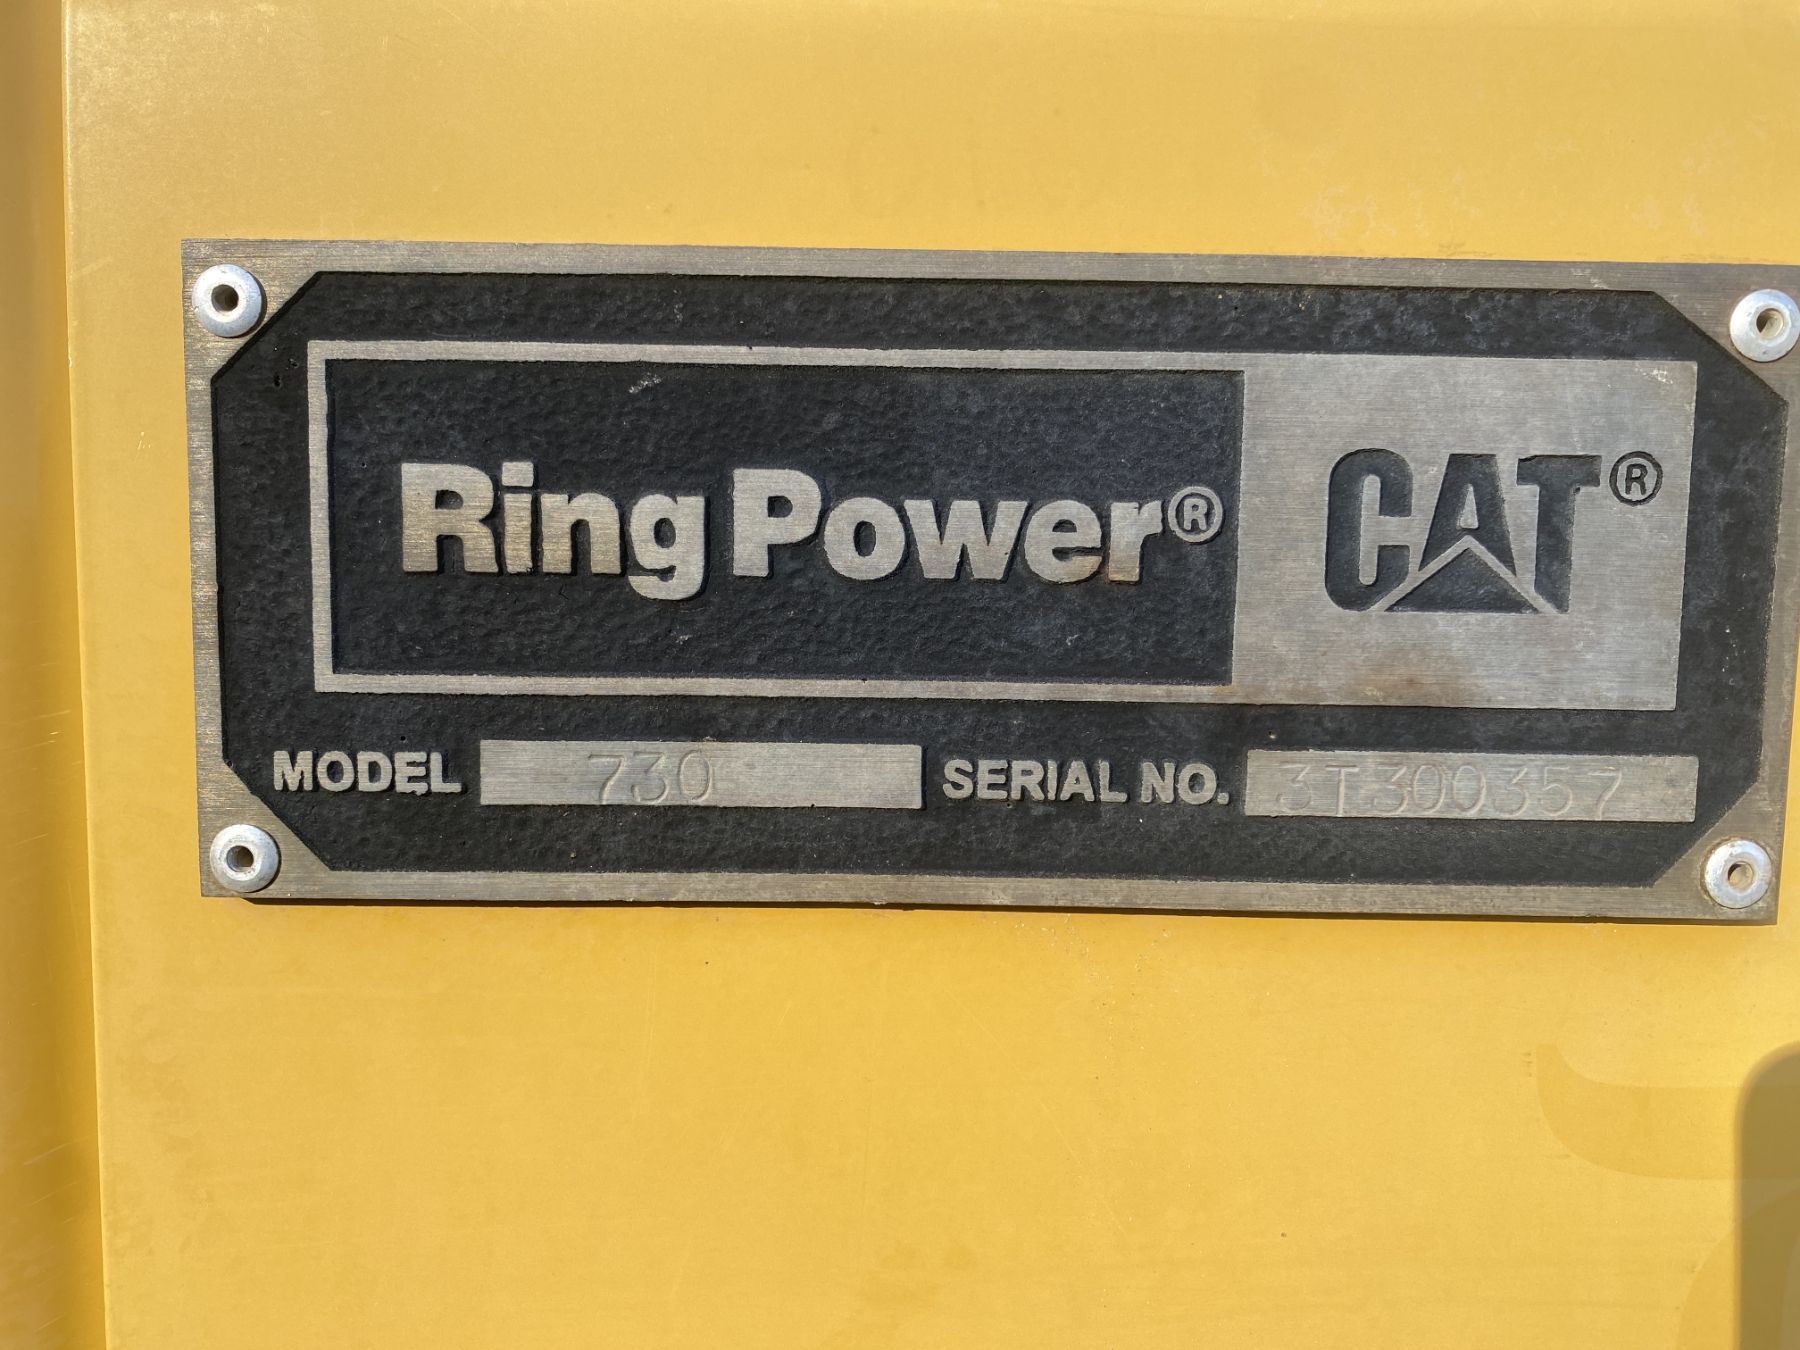 Ring Power® CAT®
MODEL 730 SERIAL NO. 3T300357